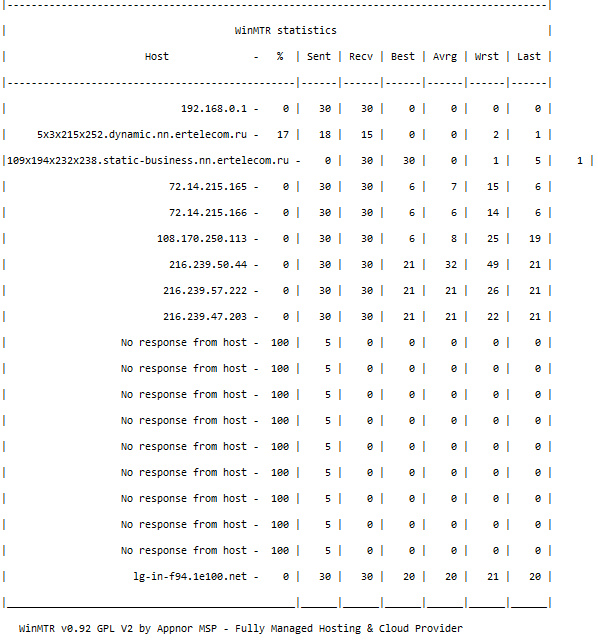 |------------------------------------------------------------------------------------------|
| WinMTR statistics |
| Host - % | Sent | Recv | Best | Avrg | Wrst | Last |
|------------------------------------------------|------|------|------|------|------|------|
| 192.168.0.1 - 0 | 30 | 30 | 0 | 0 | 0 | 0 |
| 5x3x215x252.dynamic.nn.ertelecom.ru - 17 | 18 | 15 | 0 | 0 | 2 | 1 |
|109x194x232x238.static-business.nn.ertelecom.ru - 0 | 30 | 30 | 0 | 1 | 5 | 1 |
| 72.14.215.165 - 0 | 30 | 30 | 6 | 7 | 15 | 6 |
| 72.14.215.166 - 0 | 30 | 30 | 6 | 6 | 14 | 6 |
| 108.170.250.113 - 0 | 30 | 30 | 6 | 8 | 25 | 19 |
| 216.239.50.44 - 0 | 30 | 30 | 21 | 32 | 49 | 21 |
| 216.239.57.222 - 0 | 30 | 30 | 21 | 21 | 26 | 21 |
| 216.239.47.203 - 0 | 30 | 30 | 21 | 21 | 22 | 21 |
| No response from host - 100 | 5 | 0 | 0 | 0 | 0 | 0 |
| No response from host - 100 | 5 | 0 | 0 | 0 | 0 | 0 |
| No response from host - 100 | 5 | 0 | 0 | 0 | 0 | 0 |
| No response from host - 100 | 5 | 0 | 0 | 0 | 0 | 0 |
| No response from host - 100 | 5 | 0 | 0 | 0 | 0 | 0 |
| No response from host - 100 | 5 | 0 | 0 | 0 | 0 | 0 |
| No response from host - 100 | 5 | 0 | 0 | 0 | 0 | 0 |
| No response from host - 100 | 5 | 0 | 0 | 0 | 0 | 0 |
| No response from host - 100 | 5 | 0 | 0 | 0 | 0 | 0 |
| lg-in-f94.1e100.net - 0 | 30 | 30 | 20 | 20 | 21 | 20 |
|________________________________________________|______|______|______|______|______|______|
WinMTR v0.92 GPL V2 by Appnor MSP - Fully Managed Hosting & Cloud Provider